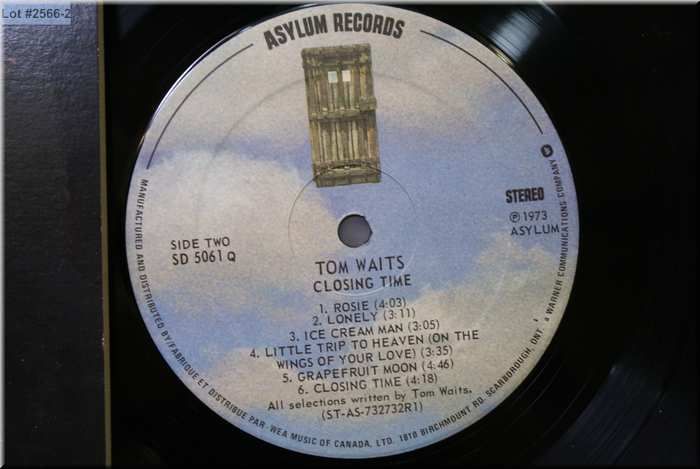 Lot #2566-2
ASYLUM RECORDS
STEREO
Ⓟ 1973
ASYLUM
SIDE TWO
SD 5061 Q
TOM WAITS
CLOSING TIME
1. ROSIE (4:03)
2. LONELY (3:11)
3. ICE CREAM MAN (3:05)
4. LITTLE TRIP TO HEAVEN (ON THE
WINGS OF YOUR LOVE) (3:35)
5. GRAPEFRUIT MOON (4:46)
6. CLOSING TIME (4:18)
All selections written by Tom Waits.
(ST-AS-732732R1)
MANUFACTURED AND DISTRIBUTED BY/FABRIQUE ET DISTRIBUE PAR-WEA MUSIC OF CANADA, LTD. 1810 BIRCHMOUNT RD. SCARBOROUGH, ONT. a WARNER COMMUNICATIONS COMPANY